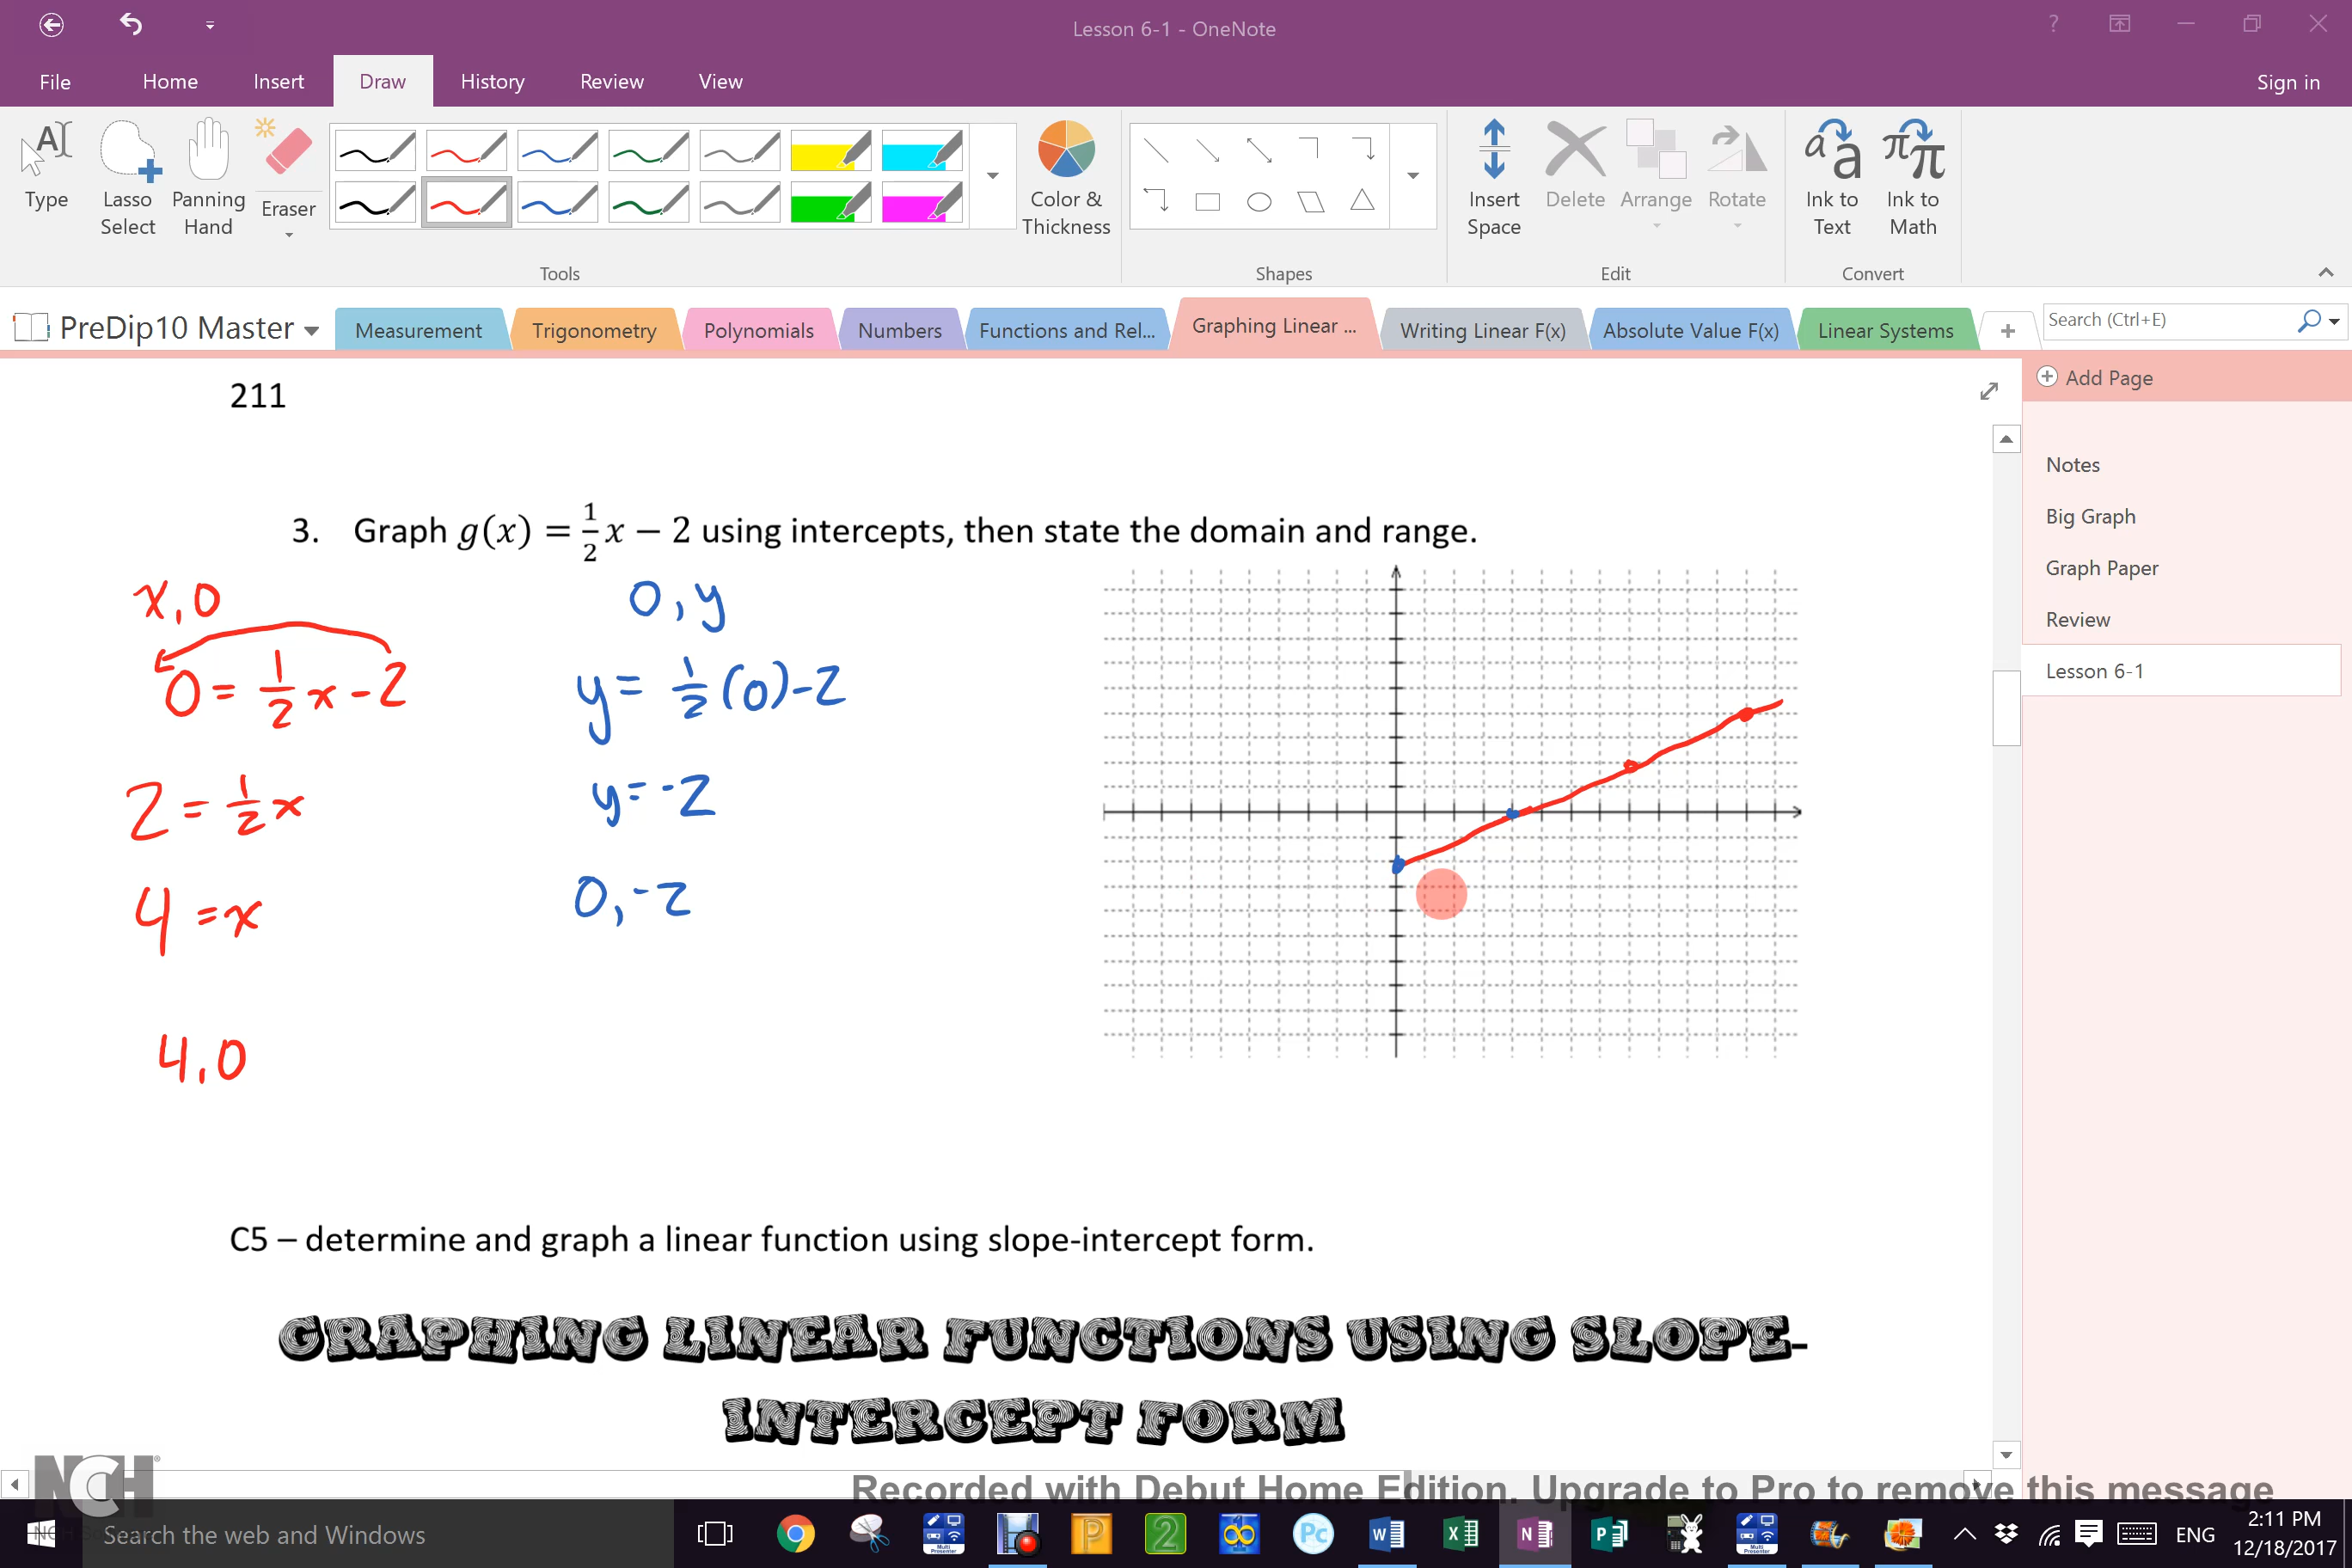 Lesson 6-1 - OneNote
File Home Insert Draw History Review View Sign in
Type Lasso Select Panning Hand Eraser Color & Thickness Insert Space Delete Arrange Rotate Ink to Text Ink to Math
Tools Shapes Edit Convert
PreDip10 Master Measurement Trigonometry Polynomials Numbers Functions and Rel... Graphing Linear ... Writing Linear F(x) Absolute Value F(x) Linear Systems + Search (Ctrl+E)
Add Page
Notes
Big Graph
Graph Paper
Review
Lesson 6-1
211
3. Graph g(x) = 1/2 x − 2 using intercepts, then state the domain and range.
x,0
0 = 1/2 x - 2
2 = 1/2 x
4 = x
4,0
0,y
y = 1/2 (0) - 2
y = -2
0,-2
C5 – determine and graph a linear function using slope-intercept form.
GRAPHING LINEAR FUNCTIONS USING SLOPE-
INTERCEPT FORM
NCH
Recorded with Debut Home Edition. Upgrade to Pro to remove this message
Search the web and Windows
ENG
2:11 PM
12/18/2017